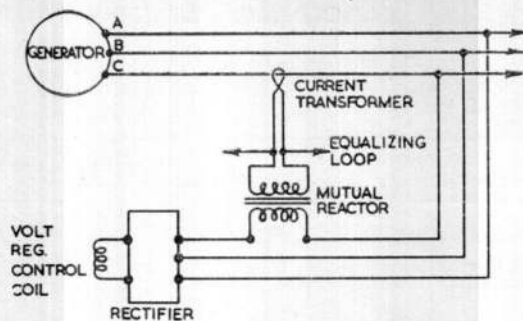 A
GENERATOR
B
C
CURRENT
TRANSFORMER
EQUALIZING
LOOP
MUTUAL
REACTOR
VOLT
REG.
CONTROL
COIL
RECTIFIER